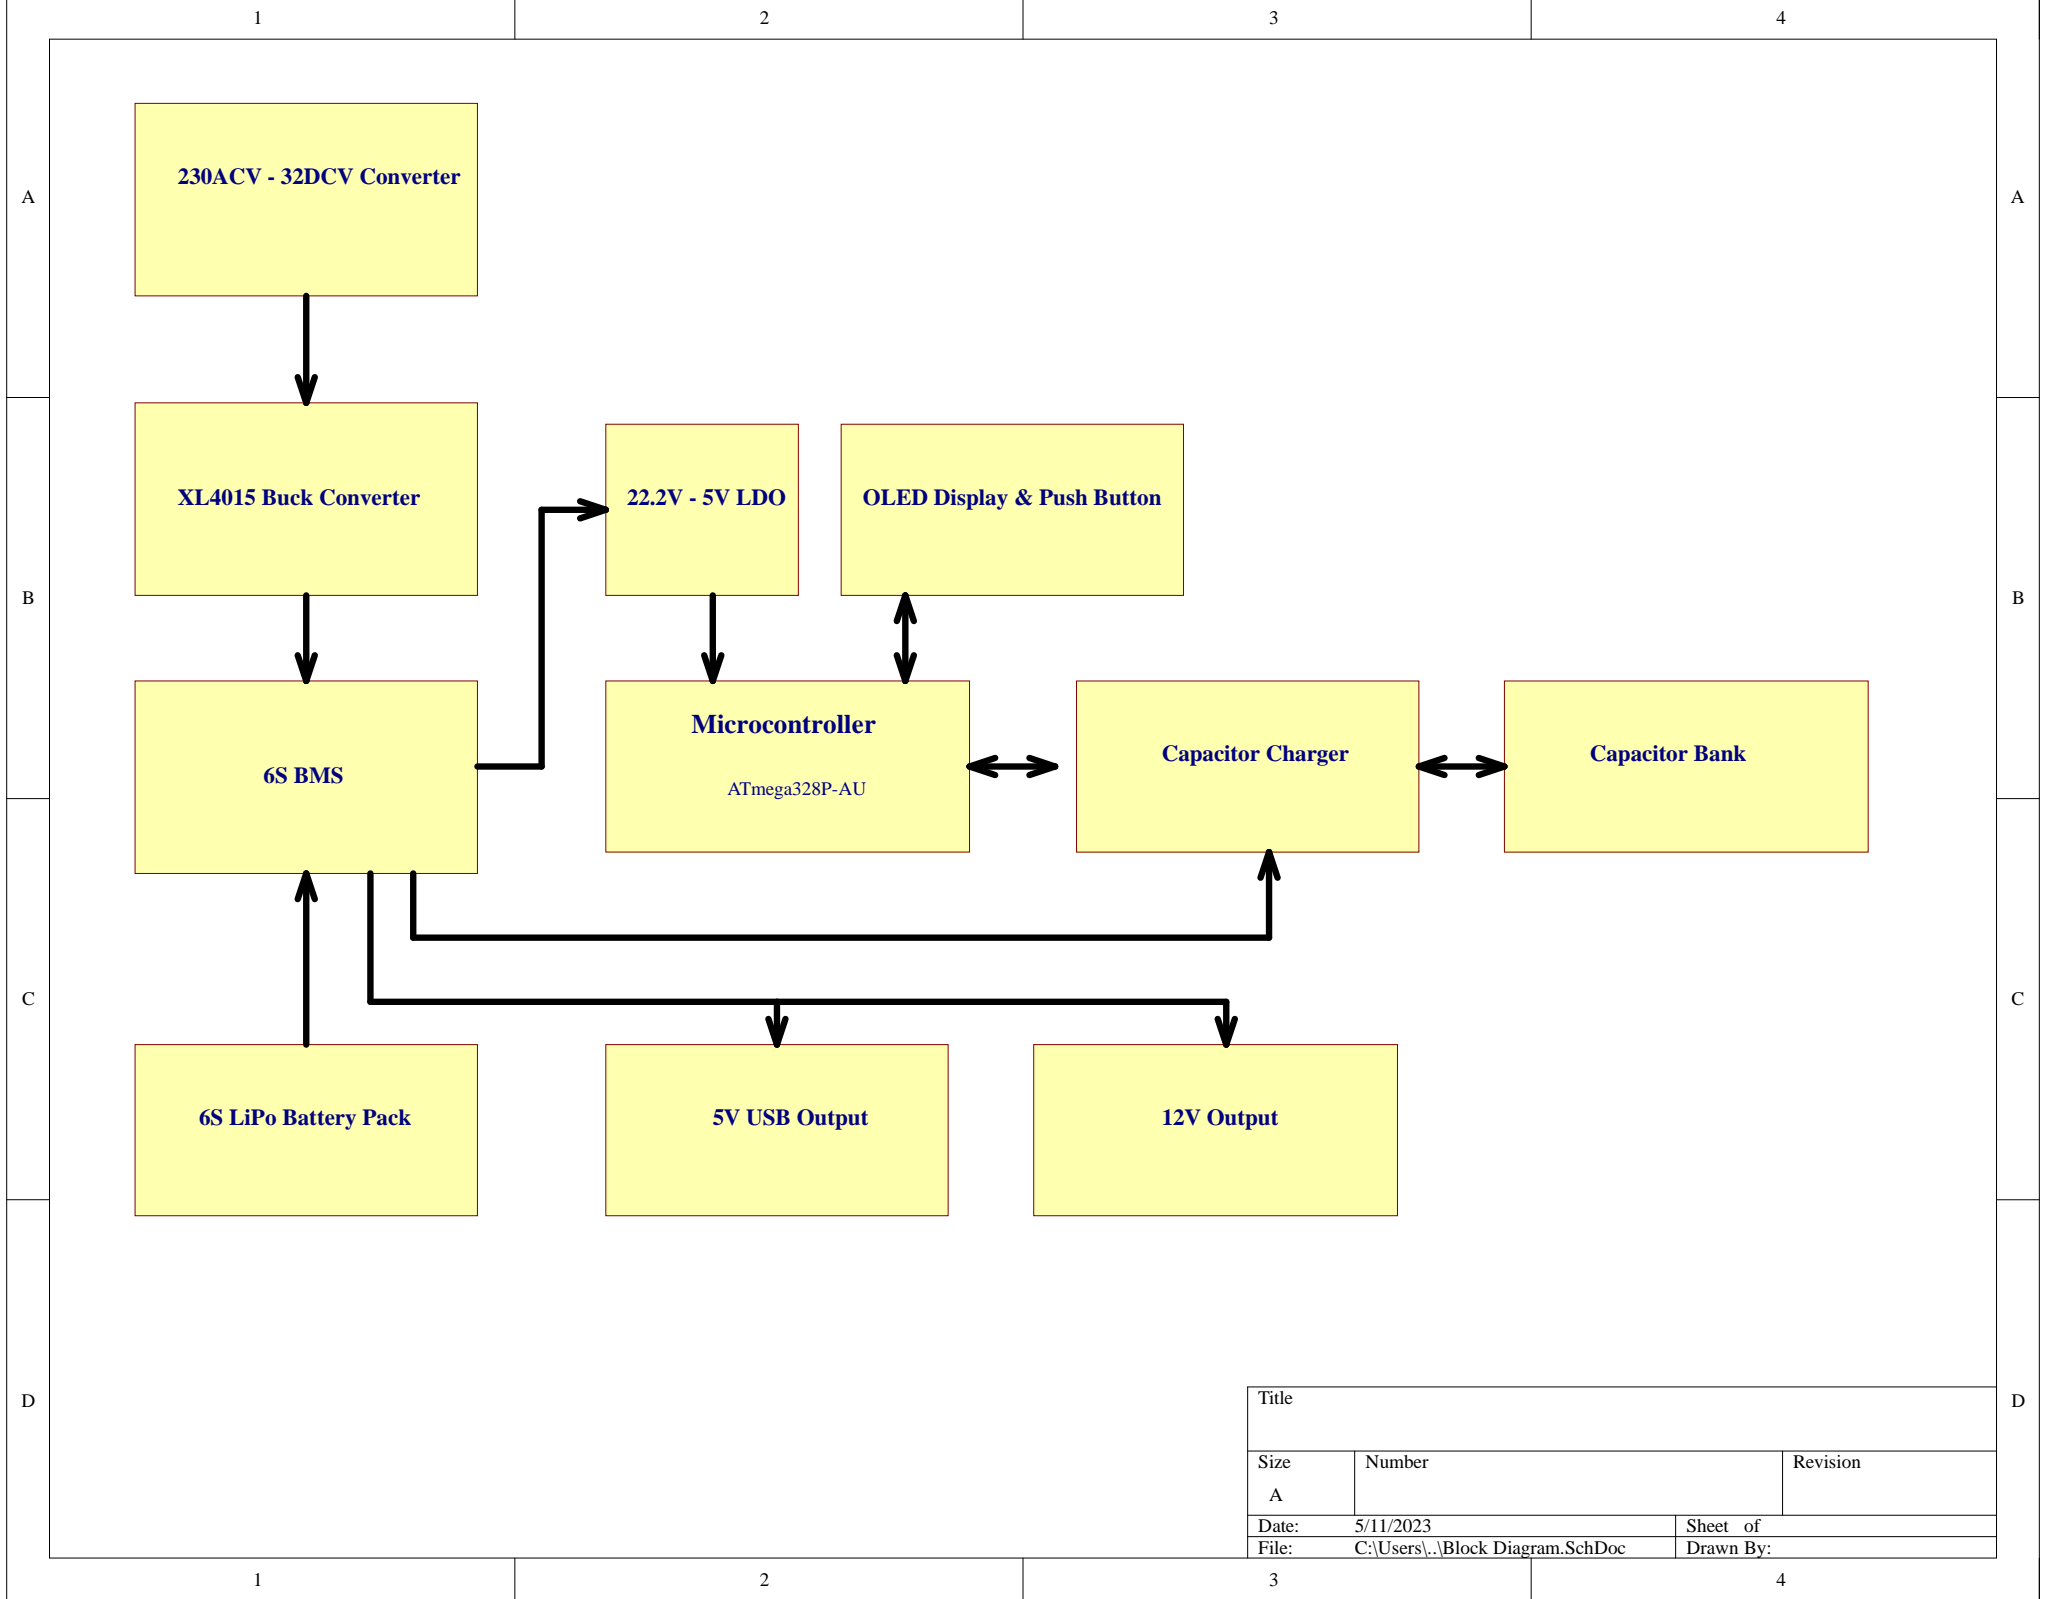 1 2 3 4
230ACV - 32DCV Converter
A A
XL4015 Buck Converter
22.2V - 5V LDO
OLED Display & Push Button
B B
Microcontroller
ATmega328P-AU
6S BMS
Capacitor Charger
Capacitor Bank
C C
6S LiPo Battery Pack
5V USB Output
12V Output
D D
Title
Size Number Revision
A
Date: 5/11/2023 Sheet of
File: C:\Users\..\Block Diagram.SchDoc Drawn By:
1 2 3 4